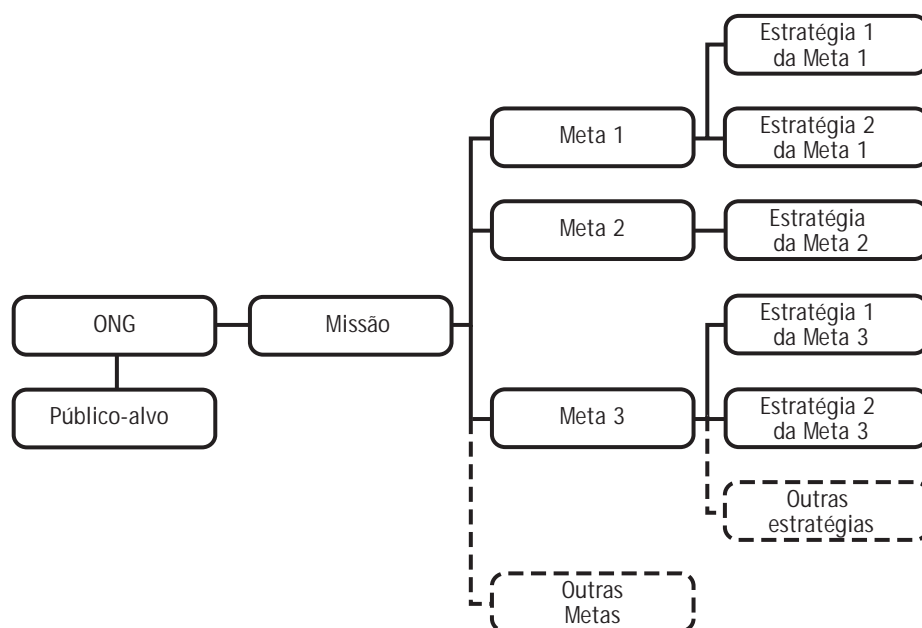 Estratégia 1
da Meta 1
Meta 1
Estratégia 2
da Meta 1
Meta 2
Estratégia
da Meta 2
ONG
Missão
Estratégia 1
da Meta 3
Público-alvo
Meta 3
Estratégia 2
da Meta 3
Outras
estratégias
Outras
Metas